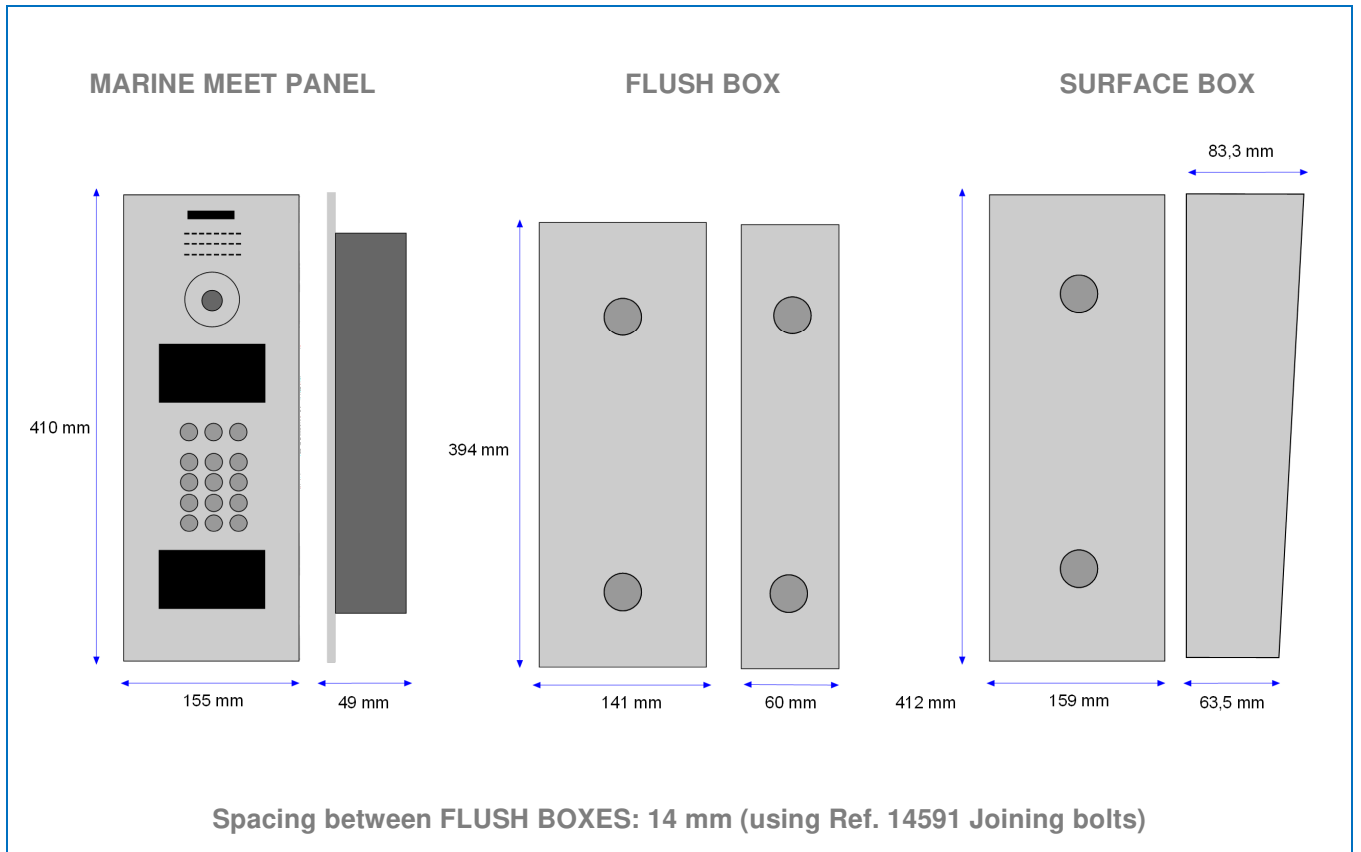 MARINE MEET PANEL
FLUSH BOX
SURFACE BOX
83,3 mm
410 mm
394 mm
155 mm
49 mm
141 mm
60 mm
412 mm
159 mm
63,5 mm
Spacing between FLUSH BOXES: 14 mm (using Ref. 14591 Joining bolts)